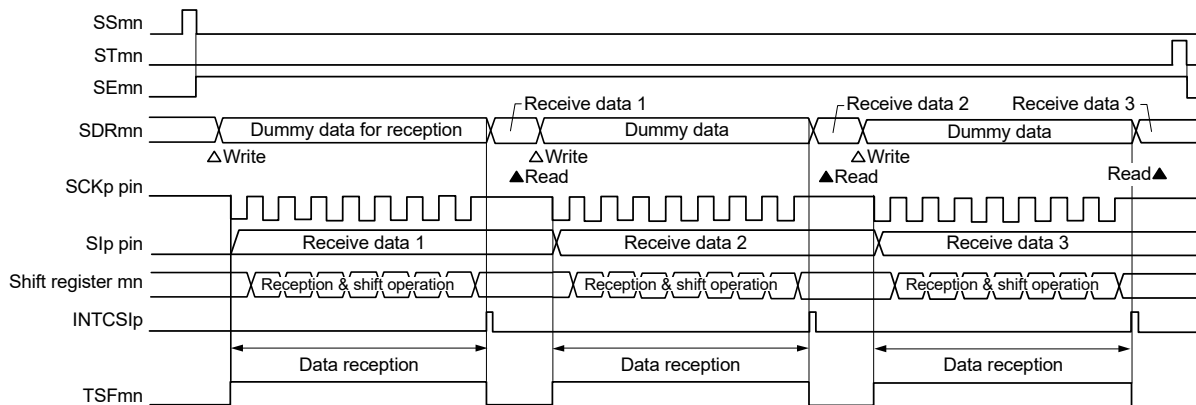 SSmn
STmn
SEmn
Receive data 1
Receive data 2
Receive data 3
SDRmn
Dummy data for reception
Dummy data
Dummy data
△Write
△Write
△Write
▲Read
▲Read
Read▲
SCKp pin
SIp pin
Receive data 1
Receive data 2
Receive data 3
Shift register mn
Reception & shift operation
Reception & shift operation
Reception & shift operation
INTCSIp
Data reception
Data reception
Data reception
TSFmn